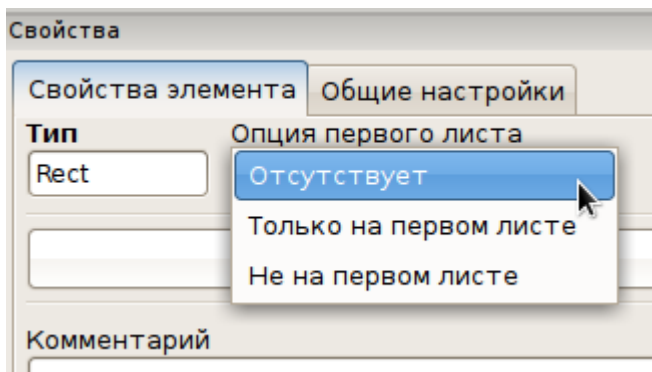 Свойства
Свойства элемента Общие настройки
Тип Опция первого листа
Rect Отсутствует
Только на первом листе
Не на первом листе
Комментарий